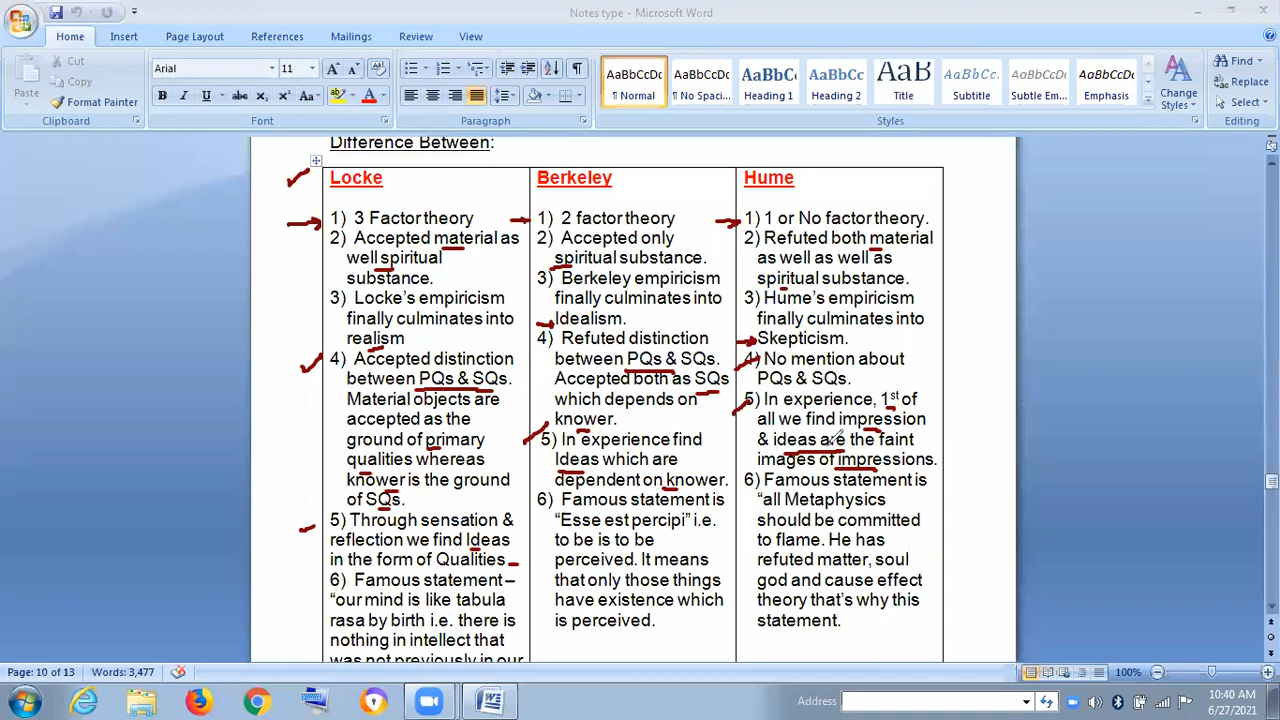 Notes type - Microsoft Word
Home Insert Page Layout References Mailings Review View
Cut
Copy
Format Painter
Paste
Clipboard
Arial 11
Font
Paragraph
AaBbCcDc AaBbCcDc AaBbC AaBbCc AaB AaBbCc. AaBbCcDc AaBbCcDc
¶ Normal ¶ No Spaci... Heading 1 Heading 2 Title Subtitle Subtle Em... Emphasis
Styles
Change
Styles
Find
Replace
Select
Editing
Difference Between:
Locke
1) 3 Factor theory
2) Accepted material as
well spiritual
substance.
3) Locke's empiricism
finally culminates into
realism
4) Accepted distinction
between PQs & SQs.
Material objects are
accepted as the
ground of primary
qualities whereas
knower is the ground
of SQs.
5) Through sensation &
reflection we find Ideas
in the form of Qualities
6) Famous statement –
“our mind is like tabula
rasa by birth i.e. there is
nothing in intellect that
was not previously in our
Berkeley
1) 2 factor theory
2) Accepted only
spiritual substance.
3) Berkeley empiricism
finally culminates into
Idealism.
4) Refuted distinction
between PQs & SQs.
Accepted both as SQs
which depends on
knower.
5) In experience find
Ideas which are
dependent on knower.
6) Famous statement is
“Esse est percipi” i.e.
to be is to be
perceived. It means
that only those things
have existence which
is perceived.
Hume
1) 1 or No factor theory.
2) Refuted both material
as well as well as
spiritual substance.
3) Hume's empiricism
finally culminates into
Skepticism.
4) No mention about
PQs & SQs.
5) In experience, 1st of
all we find impression
& ideas are the faint
images of impressions.
6) Famous statement is
“all Metaphysics
should be committed
to flame. He has
refuted matter, soul
god and cause effect
theory that's why this
statement.
Page: 10 of 13 Words: 3,477 100%
Address
10:40 AM
6/27/2021